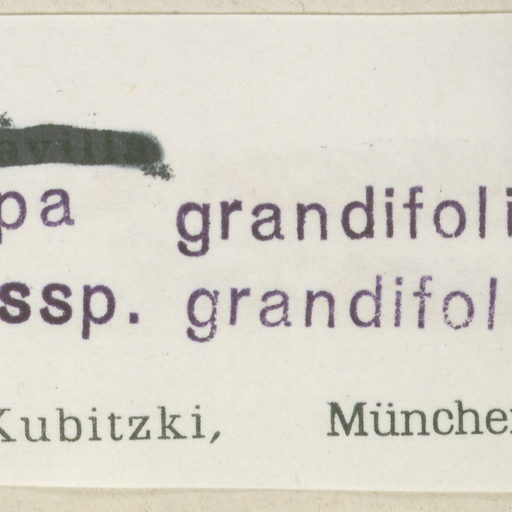 pa grandifoli
ssp. grandifol
Kubitzki, München